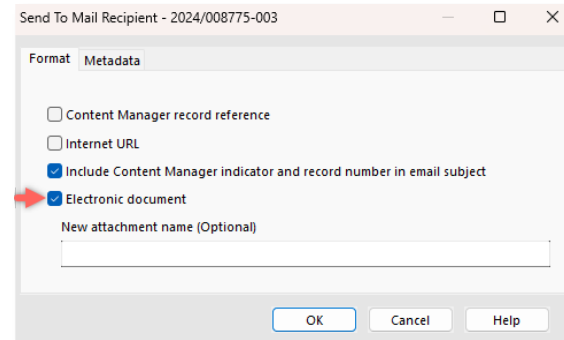 Send To Mail Recipient - 2024/008775-003
Format Metadata
Content Manager record reference
Internet URL
Include Content Manager indicator and record number in email subject
Electronic document
New attachment name (Optional)
OK Cancel Help